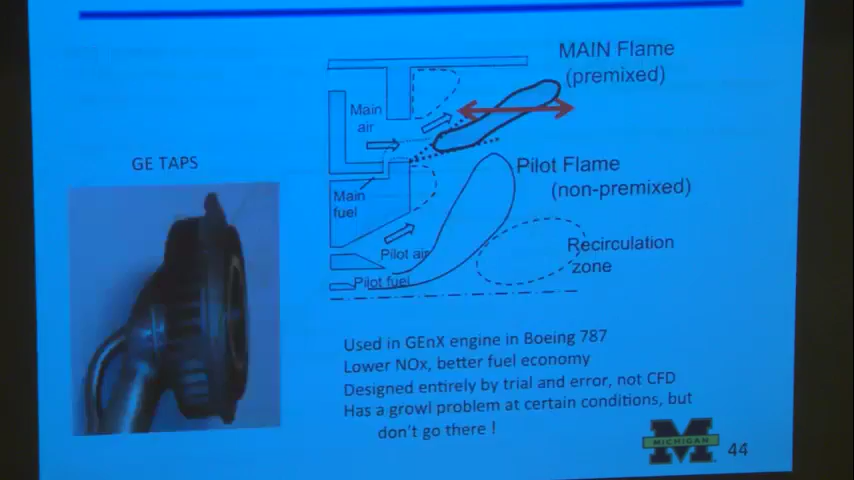 MAIN Flame
(premixed)
Main
air
GE TAPS
Pilot Flame
(non-premixed)
Main
fuel
Recirculation
zone
Pilot air
Pilot fuel
Used in GEnX engine in Boeing 787
Lower NOx, better fuel economy
Designed entirely by trial and error, not CFD
Has a growl problem at certain conditions, but
don't go there !
MICHIGAN
44